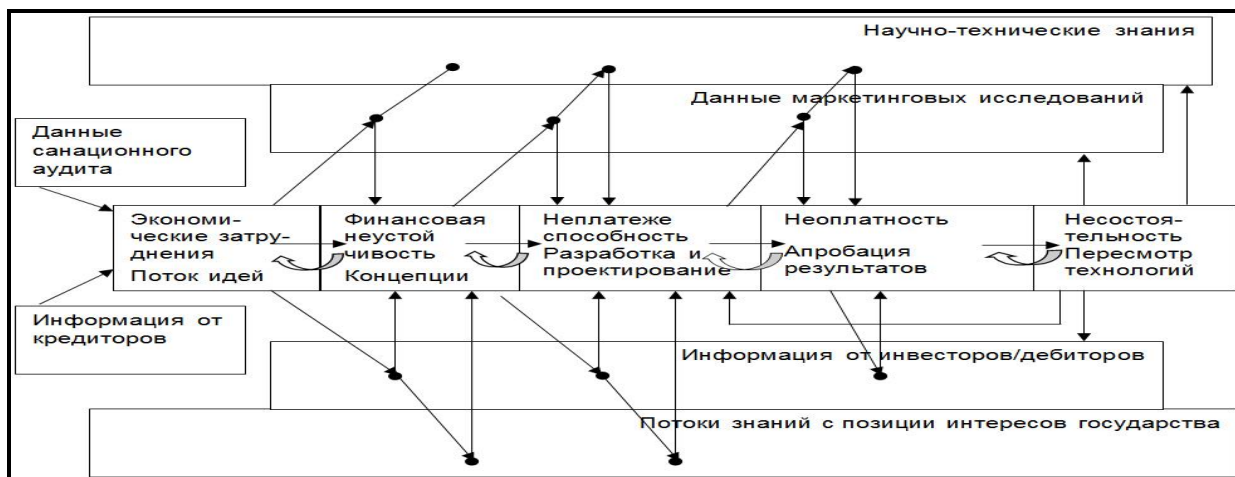 Научно-технические знания
Данные маркетинговых исследований
Данные
санационного
аудита
Экономи-
ческие затру-
днения
Поток идей
Финансовая
неустой
чивость
Концепции
Неплатеже
способность
Разработка и
проектирование
Неоплатность
Апробация
результатов
Несостоя-
тельность
Пересмотр
технологий
Информация от
кредиторов
Информация от инвесторов/дебиторов
Потоки знаний с позиции интересов государства